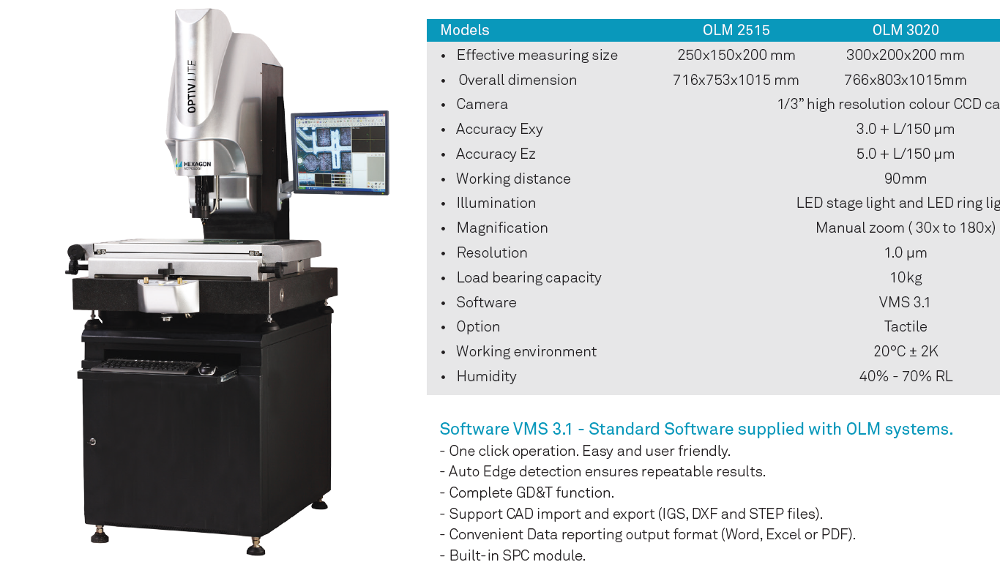 OPTIV LITE
HEXAGON
METROLOGY
Models OLM 2515 OLM 3020
• Effective measuring size 250x150x200 mm 300x200x200 mm
• Overall dimension 716x753x1015 mm 766x803x1015mm
• Camera 1/3” high resolution colour CCD ca
• Accuracy Exy 3.0 + L/150 µm
• Accuracy Ez 5.0 + L/150 µm
• Working distance 90mm
• Illumination LED stage light and LED ring lig
• Magnification Manual zoom ( 30x to 180x)
• Resolution 1.0 µm
• Load bearing capacity 10kg
• Software VMS 3.1
• Option Tactile
• Working environment 20°C ± 2K
• Humidity 40% - 70% RL
Software VMS 3.1 - Standard Software supplied with OLM systems.
- One click operation. Easy and user friendly.
- Auto Edge detection ensures repeatable results.
- Complete GD&T function.
- Support CAD import and export (IGS, DXF and STEP files).
- Convenient Data reporting output format (Word, Excel or PDF).
- Built-in SPC module.